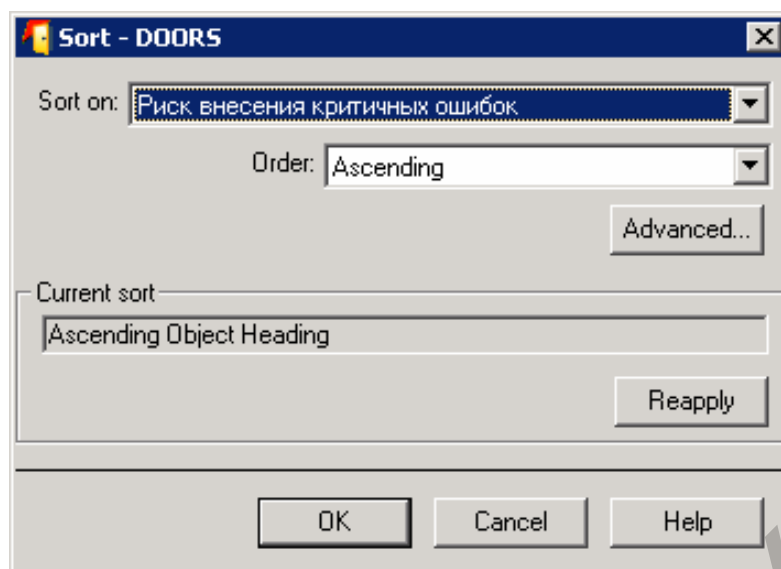 Sort - DOORS
Sort on: Риск внесения критичных ошибок
Order: Ascending
Advanced...
Current sort
Ascending Object Heading
Reapply
OK Cancel Help